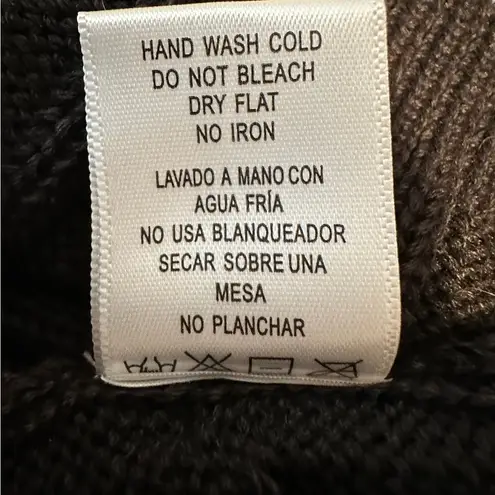 HAND WASH COLD
DO NOT BLEACH
DRY FLAT
NO IRON
LAVADO A MANO CON
AGUA FRÍA
NO USA BLANQUEADOR
SECAR SOBRE UNA
MESA
NO PLANCHAR